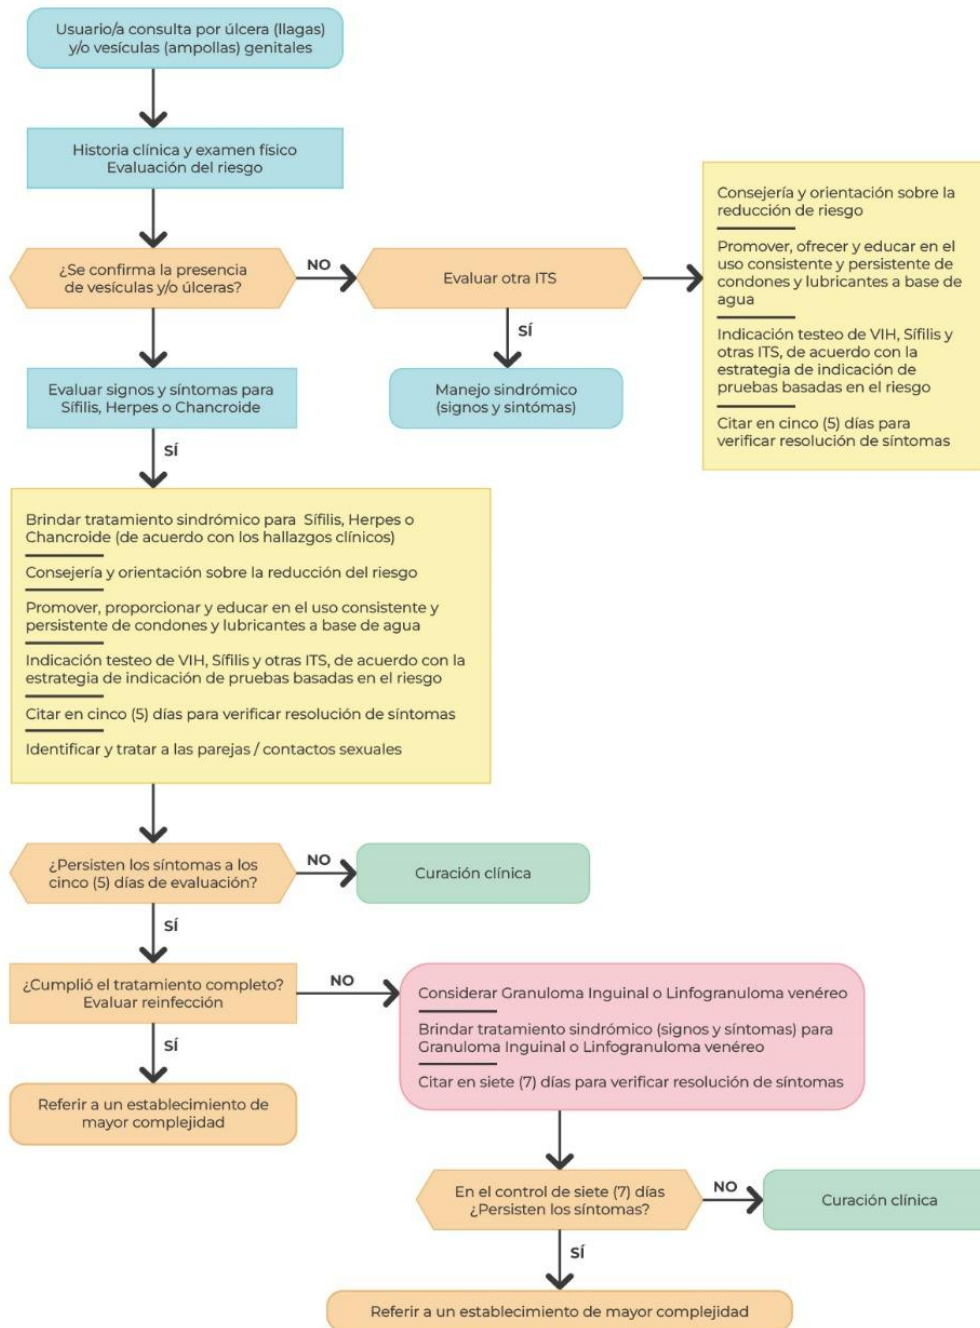 Usuario/a consulta por úlcera (llagas)
y/o vesículas (ampollas) genitales
Historia clínica y examen físico
Evaluación del riesgo
¿Se confirma la presencia
de vesículas y/o úlceras?
NO
Evaluar otra ITS
Consejería y orientación sobre la
reducción de riesgo
Promover, ofrecer y educar en el
uso consistente y persistente de
condones y lubricantes a base de
agua
Indicación testeo de VIH, Sífilis y
otras ITS, de acuerdo con la
estrategia de indicación de
pruebas basadas en el riesgo
Citar en cinco (5) días para
verificar resolución de síntomas
SÍ
Manejo sindrómico
(signos y sintómas)
Evaluar signos y síntomas para
Sífilis, Herpes o Chancroide
SÍ
Brindar tratamiento sindrómico para Sífilis, Herpes o
Chancroide (de acuerdo con los hallazgos clínicos)
Consejería y orientación sobre la reducción del riesgo
Promover, proporcionar y educar en el uso consistente y
persistente de condones y lubricantes a base de agua
Indicación testeo de VIH, Sífilis y otras ITS, de acuerdo con la
estrategia de indicación de pruebas basadas en el riesgo
Citar en cinco (5) días para verificar resolución de síntomas
Identificar y tratar a las parejas / contactos sexuales
¿Persisten los síntomas a los
cinco (5) días de evaluación?
NO
Curación clínica
SÍ
¿Cumplió el tratamiento completo?
Evaluar reinfección
NO
Considerar Granuloma Inguinal o Linfogranuloma venéreo
Brindar tratamiento sindrómico (signos y síntomas) para
Granuloma Inguinal o Linfogranuloma venéreo
Citar en siete (7) días para verificar resolución de síntomas
SÍ
Referir a un establecimiento de
mayor complejidad
En el control de siete (7) días
¿Persisten los síntomas?
NO
Curación clínica
SÍ
Referir a un establecimiento de mayor complejidad